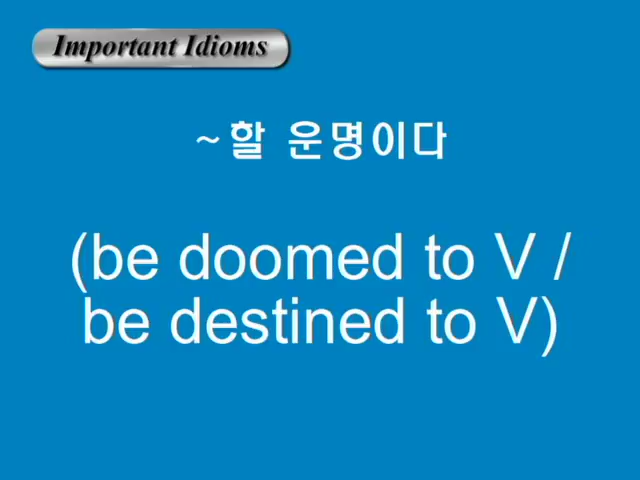 Important Idioms
~할 운명이다
(be doomed to V /
be destined to V)